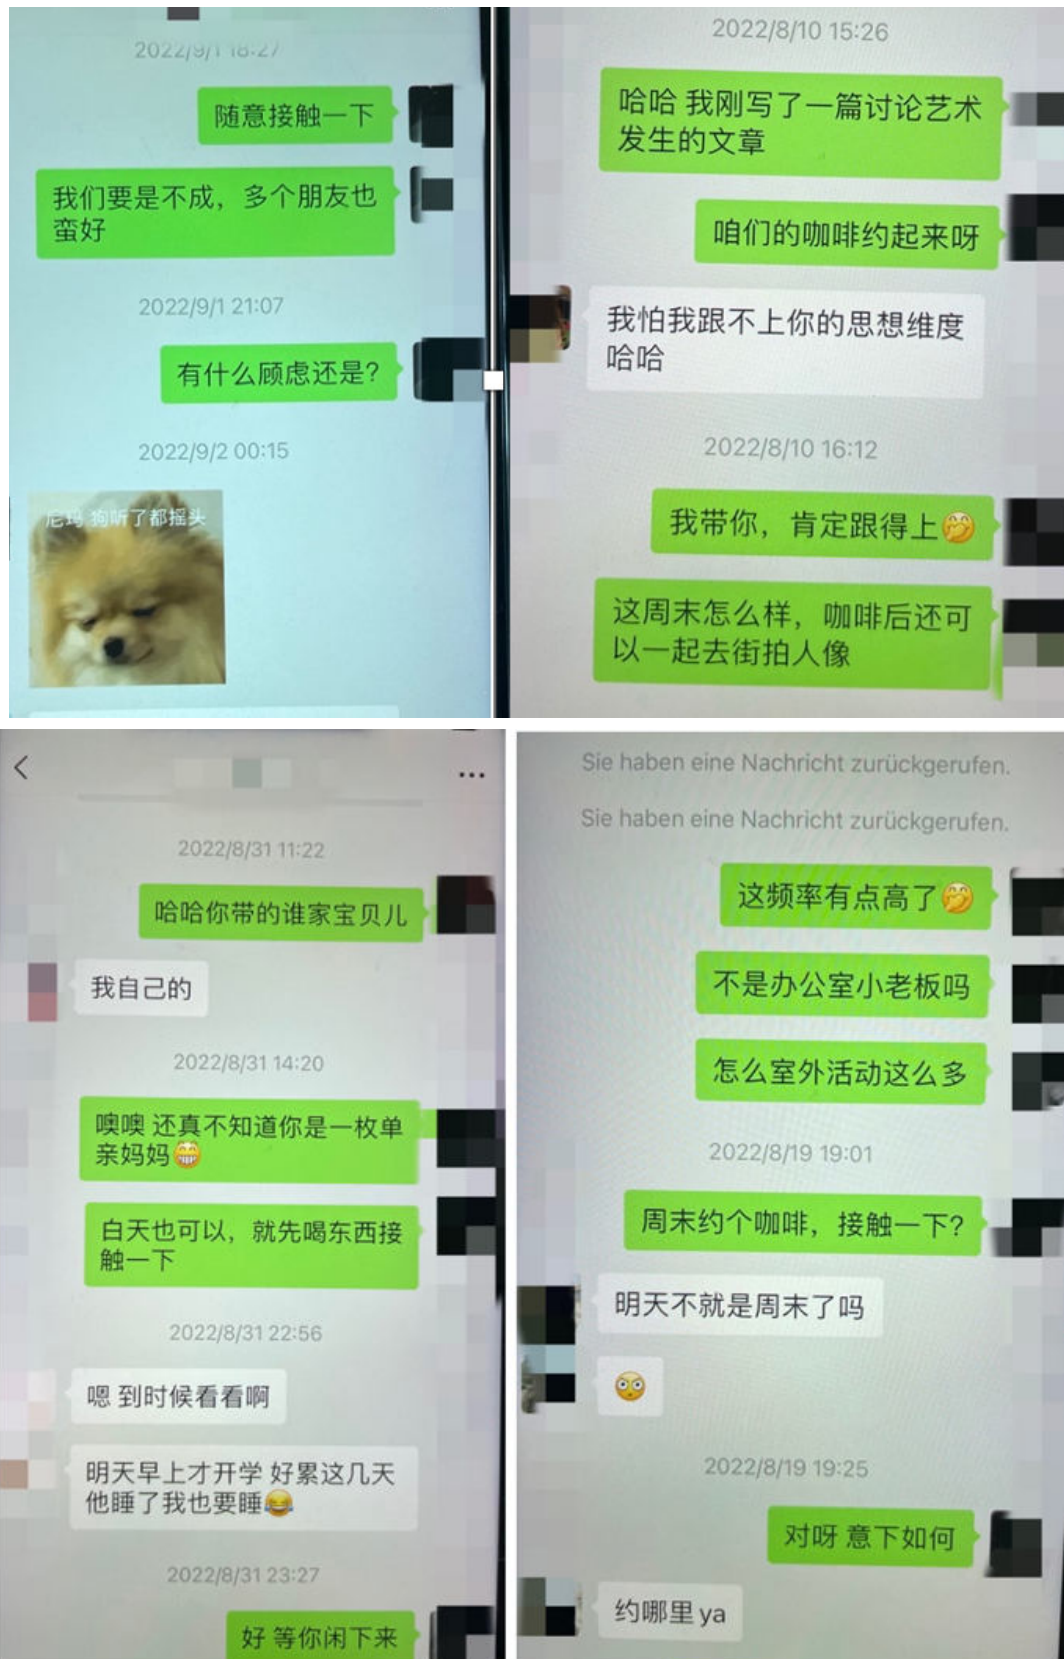 2022/9/1 18:27
随意接触一下
我们要是不成，多个朋友也
蛮好
2022/9/1 21:07
有什么顾虑还是?
2022/9/2 00:15
尼玛 狗听了都摇头
2022/8/10 15:26
哈哈 我刚写了一篇讨论艺术
发生的文章
咱们的咖啡约起来呀
我怕我跟不上你的思想维度
哈哈
2022/8/10 16:12
我带你，肯定跟得上🤭
这周末怎么样，咖啡后还可
以一起去街拍人像
2022/8/31 11:22
哈哈你带的谁家宝贝儿
我自己的
2022/8/31 14:20
噢噢 还真不知道你是一枚单
亲妈妈😁
白天也可以，就先喝东西接
触一下
2022/8/31 22:56
嗯 到时候看看啊
明天早上才开学 好累这几天
他睡了我也要睡😂
2022/8/31 23:27
好 等你闲下来
Sie haben eine Nachricht zurückgerufen.
Sie haben eine Nachricht zurückgerufen.
这频率有点高了🤭
不是办公室小老板吗
怎么室外活动这么多
2022/8/19 19:01
周末约个咖啡，接触一下?
明天不就是周末了吗
😳
2022/8/19 19:25
对呀 意下如何
约哪里ya